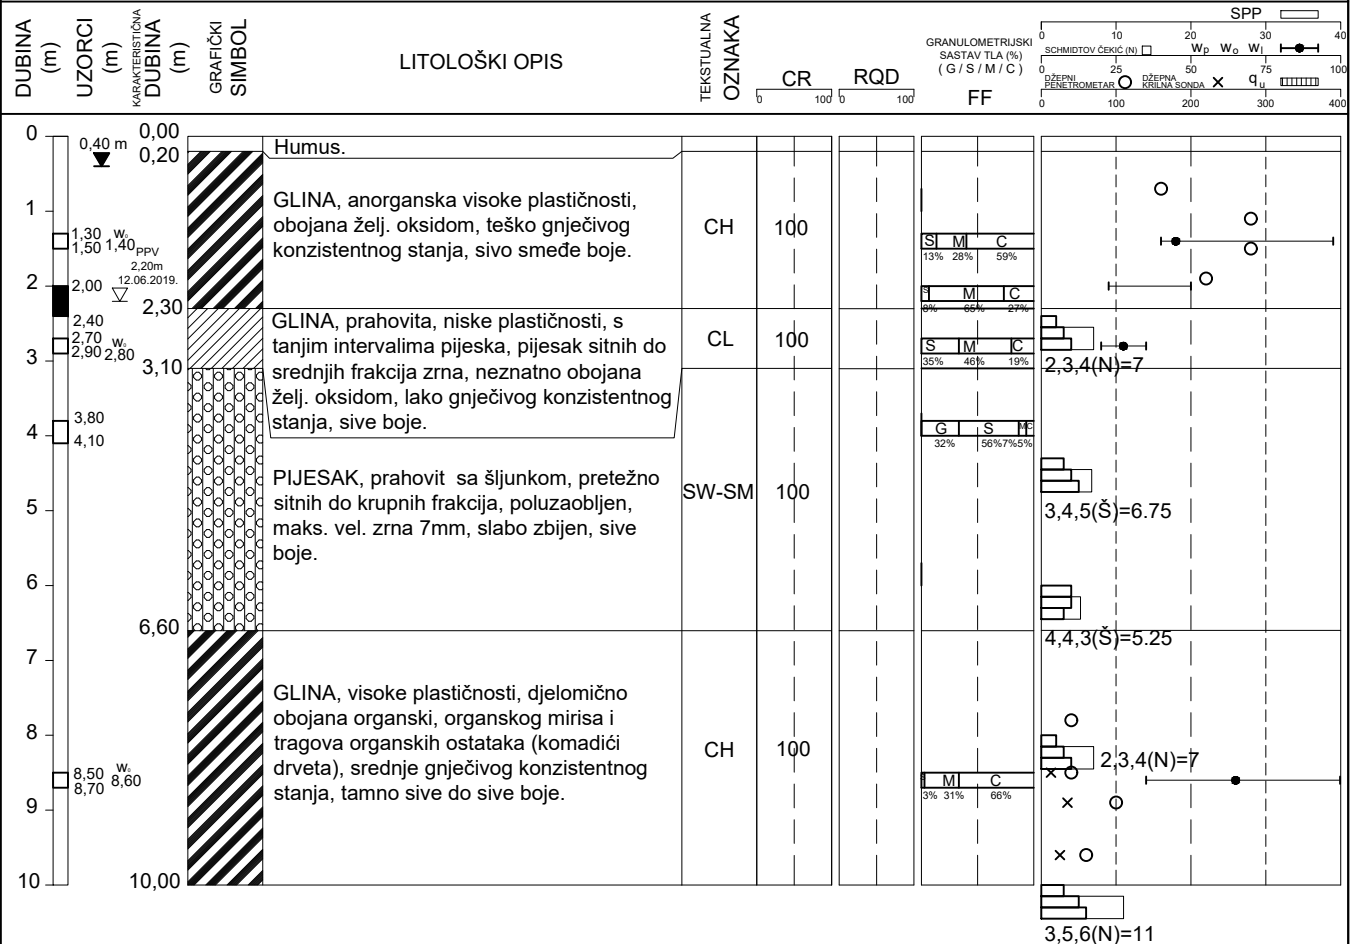 DUBINA
(m)
UZORCI
(m)
KARAKTERISTIČNA
DUBINA
(m)
GRAFIČKI
SIMBOL
LITOLOŠKI OPIS
TEKSTUALNA
OZNAKA
CR
0 100
RQD
0 100
GRANULOMETRIJSKI
SASTAV TLA (%)
( G / S / M / C )
FF
SPP
0 10 20 30 40
SCHMIDTOV ČEKIĆ (N)
wp wo wl
0 25 50 75 100
DŽEPNI
PENETROMETAR
DŽEPNA
KRILNA SONDA
qu
0 100 200 300 400
0
1
2
3
4
5
6
7
8
9
10
0,40 m
1,30
1,50
w₀
1,40
PPV
2,20m
12.06.2019.
2,00
2,40
2,70
2,90
w₀
2,80
3,80
4,10
8,50
8,70
w₀
8,60
0,00
0,20
2,30
3,10
6,60
10,00
Humus.
GLINA, anorganska visoke plastičnosti,
obojana želj. oksidom, teško gnječivog
konzistentnog stanja, sivo smeđe boje.
CH
100
S M C
13% 28% 59%
S M C
8% 65% 27%
GLINA, prahovita, niske plastičnosti, s
tanjim intervalima pijeska, pijesak sitnih do
srednjih frakcija zrna, neznatno obojana
želj. oksidom, lako gnječivog konzistentnog
stanja, sive boje.
CL
100
S M C
35% 46% 19%
2,3,4(N)=7
PIJESAK, prahovit sa šljunkom, pretežno
sitnih do krupnih frakcija, poluzaobljen,
maks. vel. zrna 7mm, slabo zbijen, sive
boje.
SW-SM
100
G S M C
32% 56% 7% 5%
3,4,5(Š)=6.75
4,4,3(Š)=5.25
GLINA, visoke plastičnosti, djelomično
obojana organski, organskog mirisa i
tragova organskih ostataka (komadići
drveta), srednje gnječivog konzistentnog
stanja, tamno sive do sive boje.
CH
100
S M C
3% 31% 66%
2,3,4(N)=7
3,5,6(N)=11